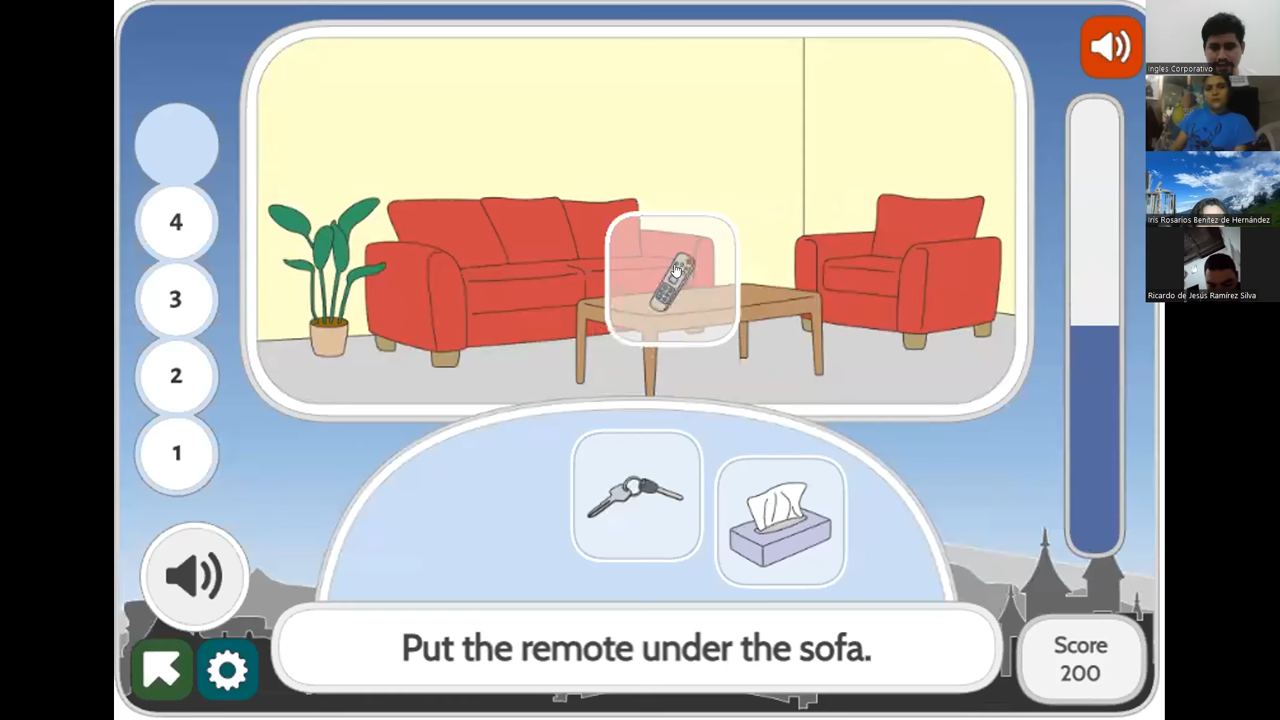 4
3
2
1
Put the remote under the sofa.
Score
200
Ingles Corporativo
Iris Rosarios Benitez de Hernández
Ricardo de Jesús Ramírez Silva